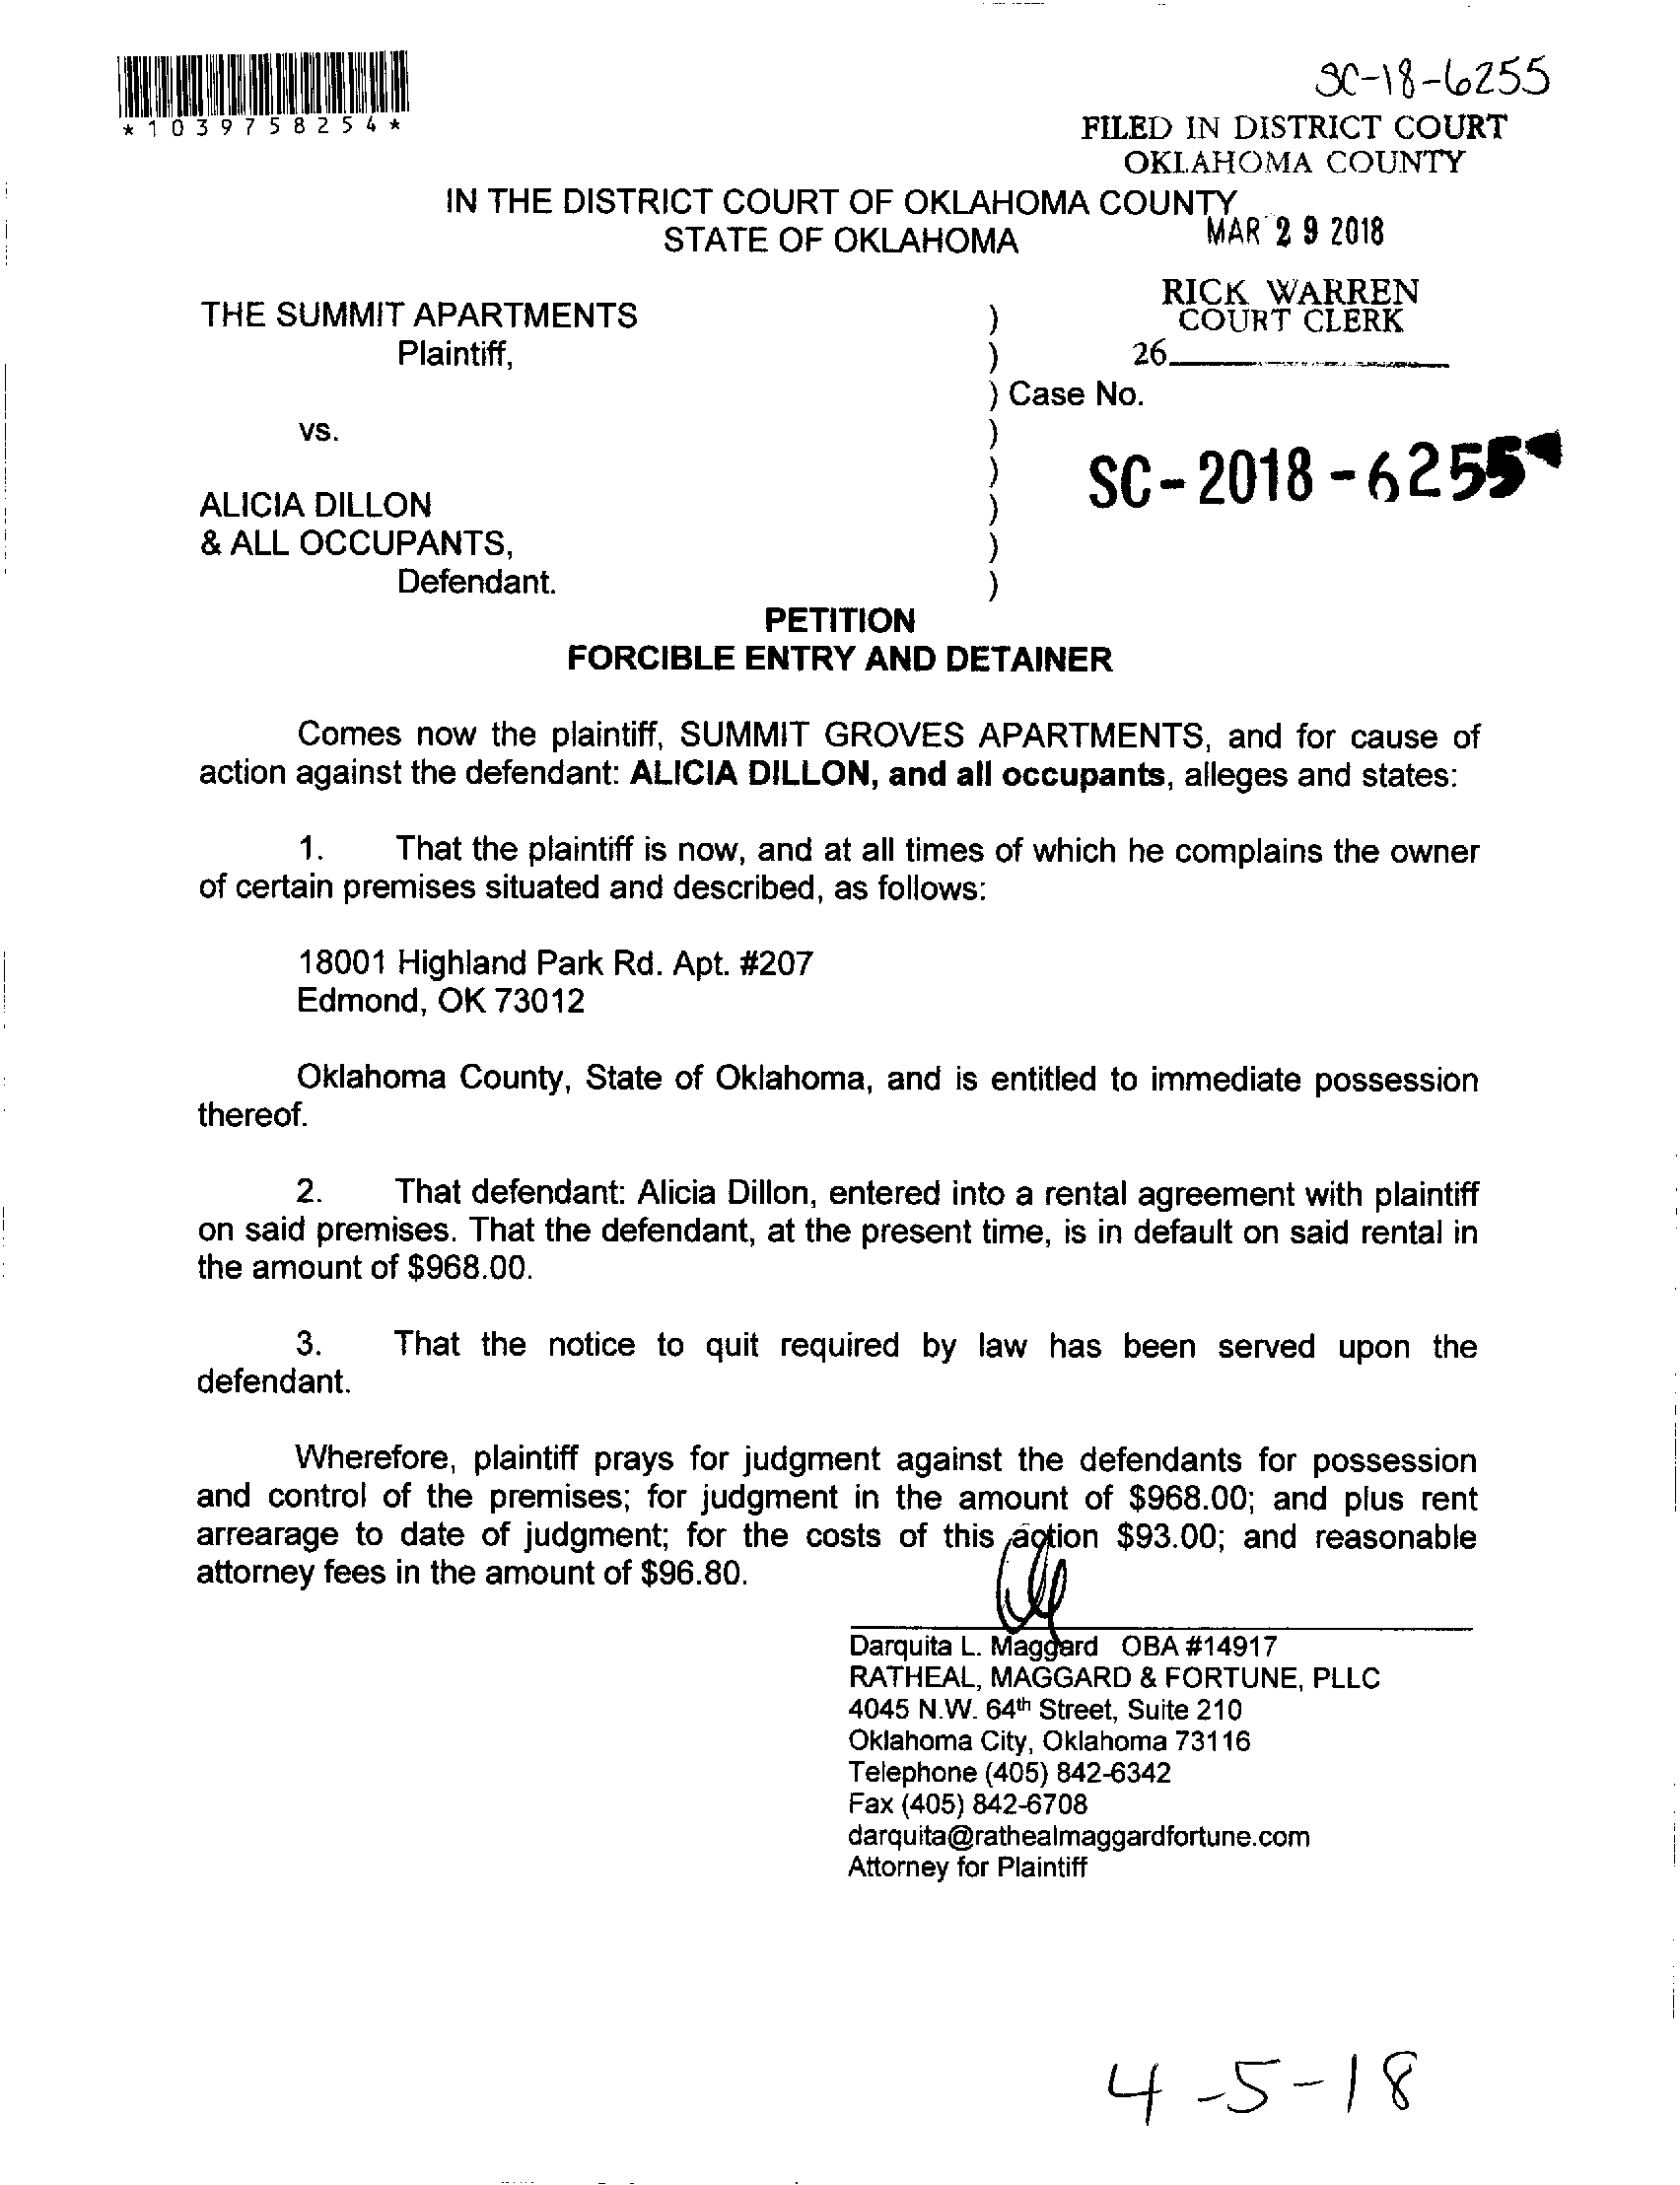 SC-18-6255
*1039758254*
FILED IN DISTRICT COURT
OKLAHOMA COUNTY
IN THE DISTRICT COURT OF OKLAHOMA COUNTY
STATE OF OKLAHOMA
MAR 29 2018
RICK WARREN
COURT CLERK
26
THE SUMMIT APARTMENTS )
Plaintiff, )
) Case No.
vs. )
)
SC-2018-6255
ALICIA DILLON )
& ALL OCCUPANTS, )
Defendant. )
PETITION
FORCIBLE ENTRY AND DETAINER
Comes now the plaintiff, SUMMIT GROVES APARTMENTS, and for cause of
action against the defendant: ALICIA DILLON, and all occupants, alleges and states:
1. That the plaintiff is now, and at all times of which he complains the owner
of certain premises situated and described, as follows:
18001 Highland Park Rd. Apt. #207
Edmond, OK 73012
Oklahoma County, State of Oklahoma, and is entitled to immediate possession
thereof.
2. That defendant: Alicia Dillon, entered into a rental agreement with plaintiff
on said premises. That the defendant, at the present time, is in default on said rental in
the amount of $968.00.
3. That the notice to quit required by law has been served upon the
defendant.
Wherefore, plaintiff prays for judgment against the defendants for possession
and control of the premises; for judgment in the amount of $968.00; and plus rent
arrearage to date of judgment; for the costs of this action $93.00; and reasonable
attorney fees in the amount of $96.80.
Darquita L. Maggard OBA #14917
RATHEAL, MAGGARD & FORTUNE, PLLC
4045 N.W. 64th Street, Suite 210
Oklahoma City, Oklahoma 73116
Telephone (405) 842-6342
Fax (405) 842-6708
darquita@rathealmaggardfortune.com
Attorney for Plaintiff
4-5-18